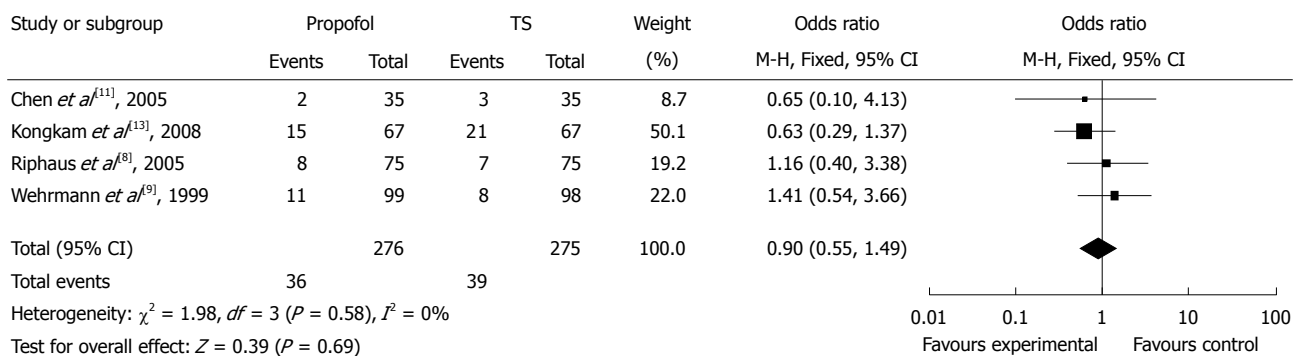 Study or subgroup Propofol TS Weight Odds ratio Odds ratio
Events Total Events Total (%) M-H, Fixed, 95% CI M-H, Fixed, 95% CI
Chen et al[11], 2005 2 35 3 35 8.7 0.65 (0.10, 4.13)
Kongkam et al[13], 2008 15 67 21 67 50.1 0.63 (0.29, 1.37)
Riphaus et al[8], 2005 8 75 7 75 19.2 1.16 (0.40, 3.38)
Wehrmann et al[9], 1999 11 99 8 98 22.0 1.41 (0.54, 3.66)
Total (95% CI) 276 275 100.0 0.90 (0.55, 1.49)
Total events 36 39
Heterogeneity: χ² = 1.98, df = 3 (P = 0.58), I² = 0%
0.01 0.1 1 10 100
Test for overall effect: Z = 0.39 (P = 0.69)
Favours experimental Favours control